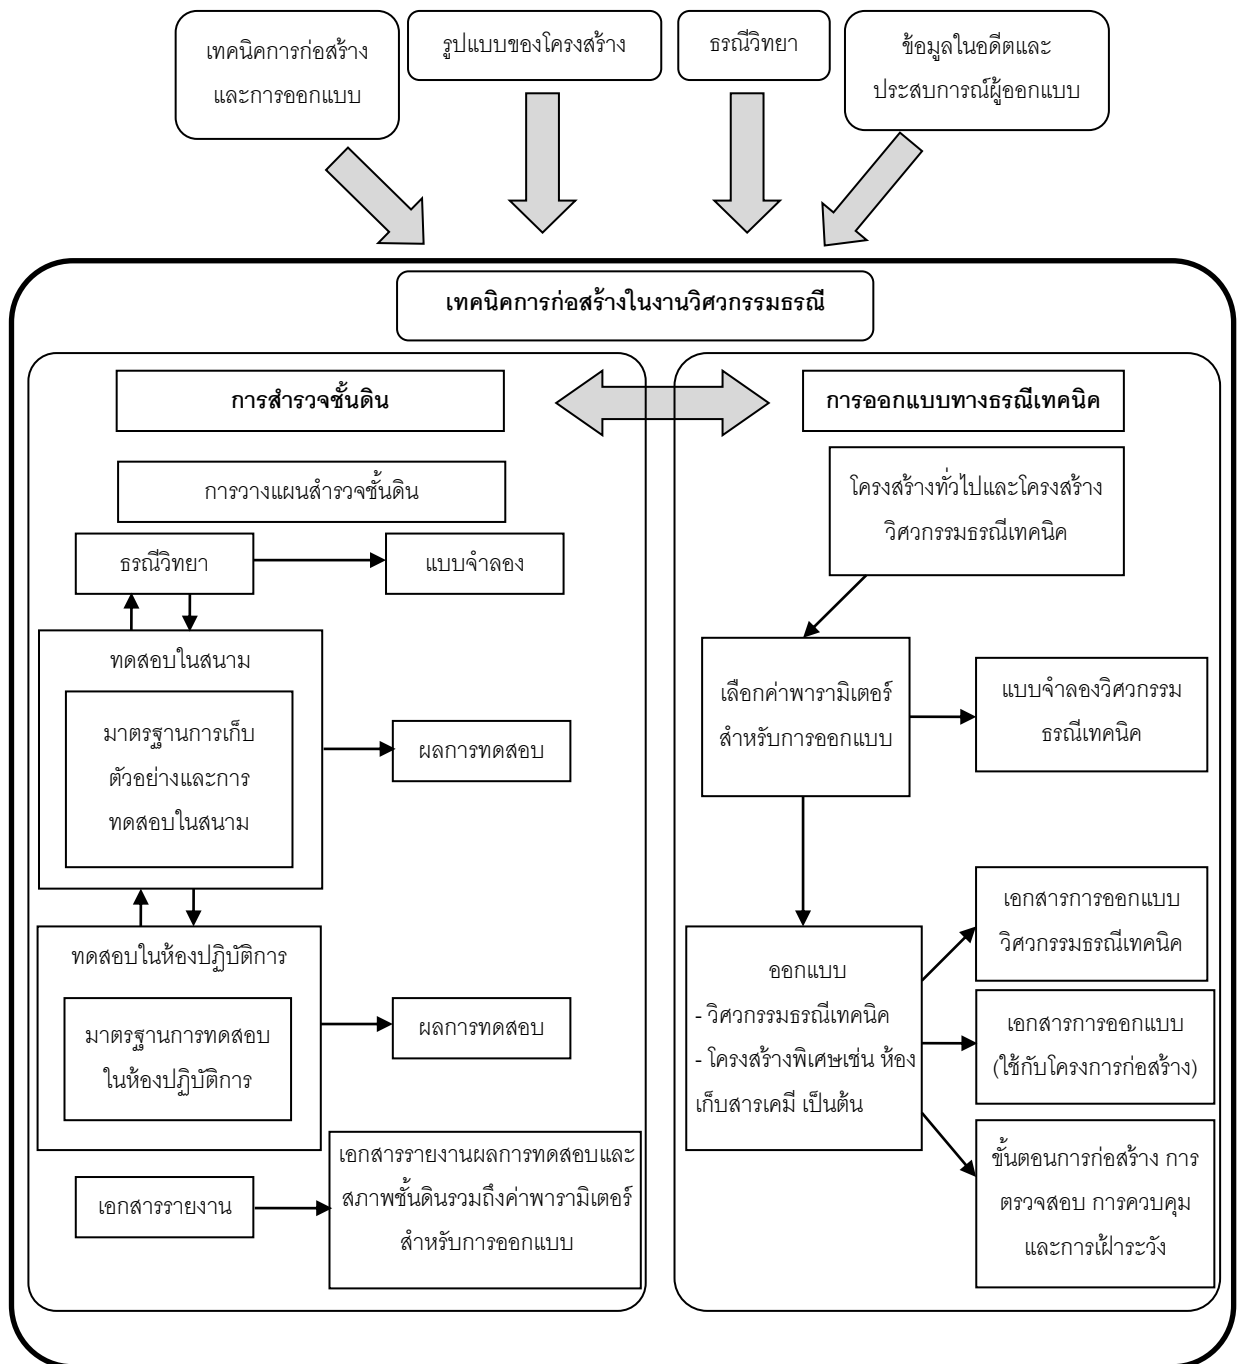 เทคนิคการก่อสร้าง
และการออกแบบ
รูปแบบของโครงสร้าง
ธรณีวิทยา
ข้อมูลในอดีตและ
ประสบการณ์ผู้ออกแบบ
เทคนิคการก่อสร้างในงานวิศวกรรมธรณี
การสำรวจชั้นดิน
การวางแผนสำรวจชั้นดิน
ธรณีวิทยา
แบบจำลอง
ทดสอบในสนาม
มาตรฐานการเก็บ
ตัวอย่างและการ
ทดสอบในสนาม
ผลการทดสอบ
ทดสอบในห้องปฏิบัติการ
มาตรฐานการทดสอบ
ในห้องปฏิบัติการ
ผลการทดสอบ
เอกสารรายงาน
เอกสารรายงานผลการทดสอบและ
สภาพชั้นดินรวมถึงค่าพารามิเตอร์
สำหรับการออกแบบ
การออกแบบทางธรณีเทคนิค
โครงสร้างทั่วไปและโครงสร้าง
วิศวกรรมธรณีเทคนิค
เลือกค่าพารามิเตอร์
สำหรับการออกแบบ
แบบจำลองวิศวกรรม
ธรณีเทคนิค
ออกแบบ
- วิศวกรรมธรณีเทคนิค
- โครงสร้างพิเศษเช่น ห้อง
เก็บสารเคมี เป็นต้น
เอกสารการออกแบบ
วิศวกรรมธรณีเทคนิค
เอกสารการออกแบบ
(ใช้กับโครงการก่อสร้าง)
ขั้นตอนการก่อสร้าง การ
ตรวจสอบ การควบคุม
และการเฝ้าระวัง